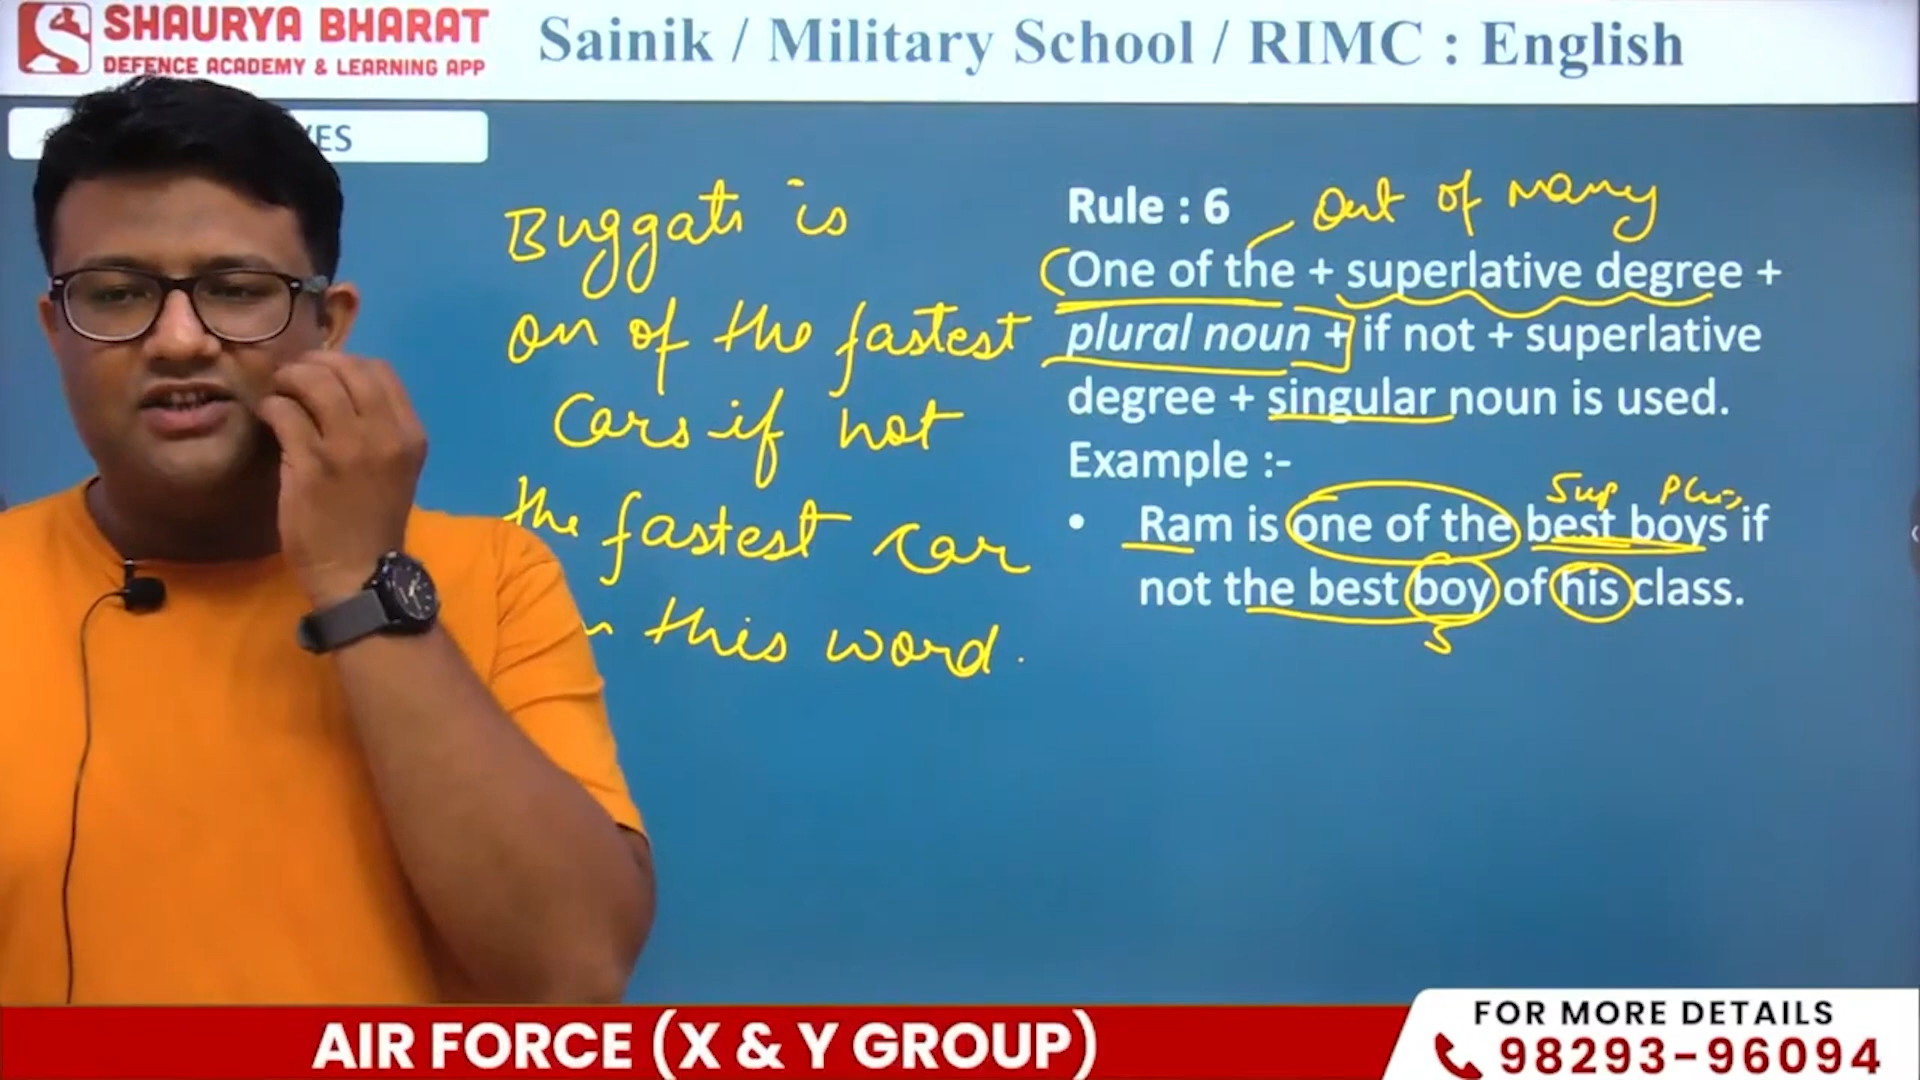 SHAURYA BHARAT
DEFENCE ACADEMY & LEARNING APP
Sainik / Military School / RIMC : English
VES
Buggati is
on of the fastest
Cars if not
the fastest car
this word.
Rule : 6
Out of many
One of the + superlative degree +
plural noun + if not + superlative
degree + singular noun is used.
Example :-
Sup
• Ram is one of the best boys if
not the best boy of his class.
S
AIR FORCE (X & Y GROUP)
FOR MORE DETAILS
98293-96094